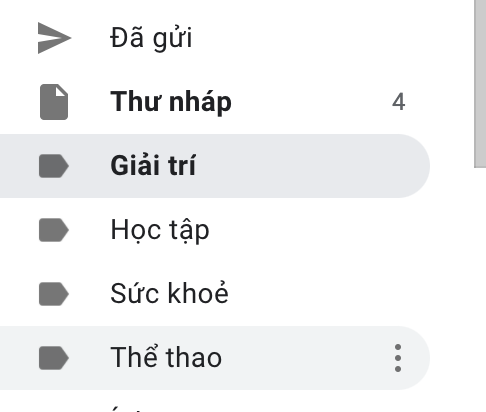 Đã gửi
Thư nháp 4
Giải trí
Học tập
Sức khoẻ
Thể thao